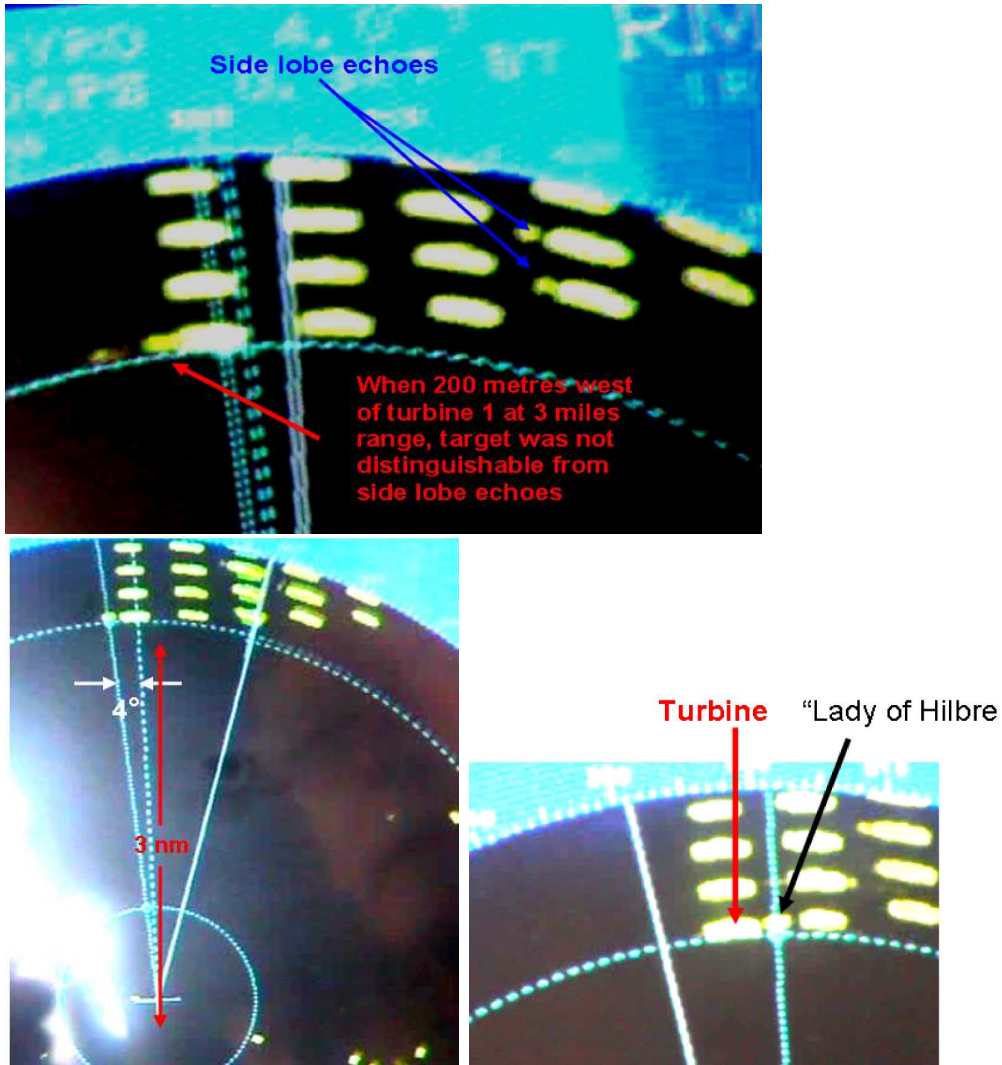 Side lobe echoes
When 200 metres west
of turbine 1 at 3 miles
range, target was not
distinguishable from
side lobe echoes
4°
3 nm
Turbine “Lady of Hilbre